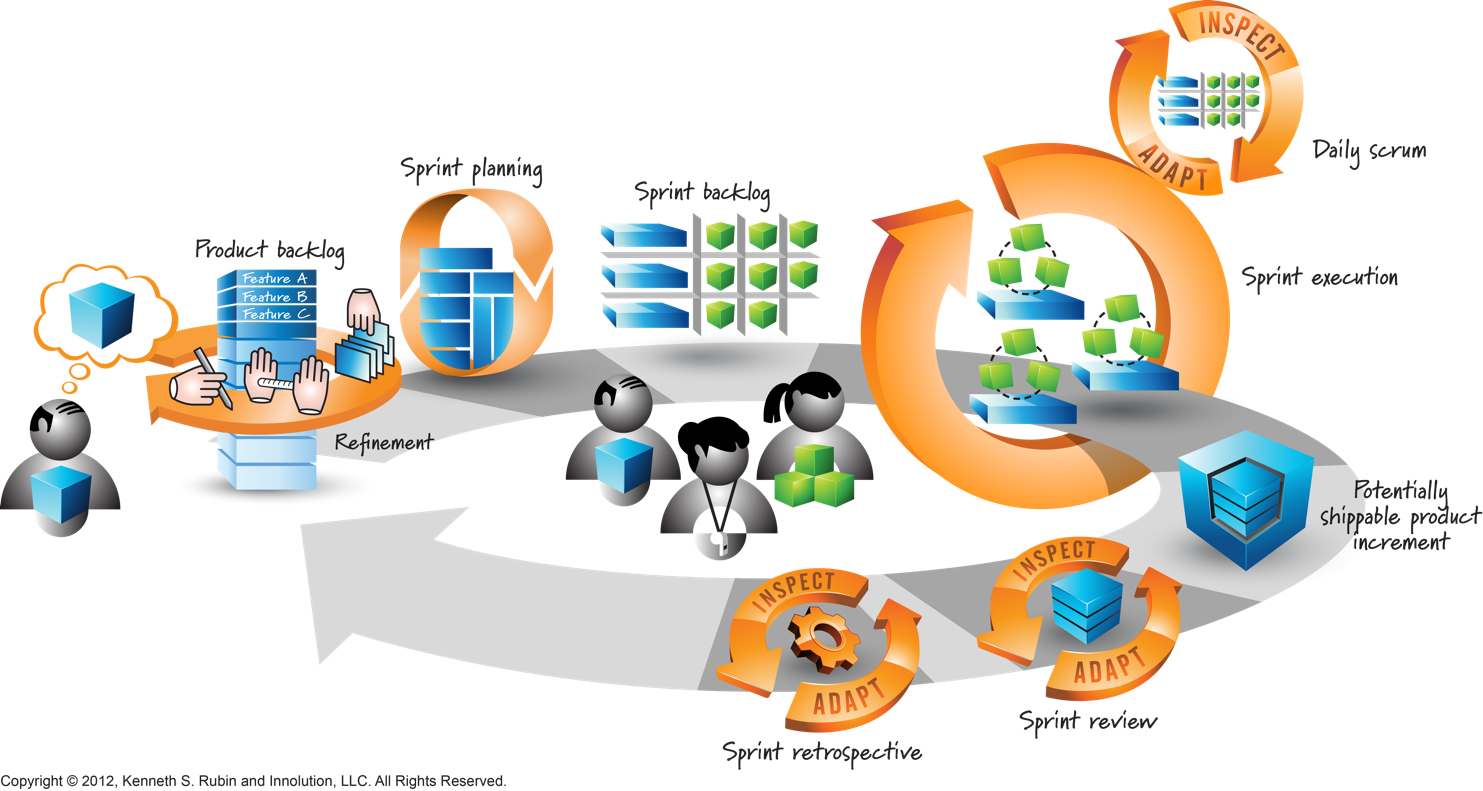 INSPECT
ADAPT
Daily scrum
Sprint planning
Sprint backlog
Product backlog
Feature A
Feature B
Feature C
Sprint execution
Refinement
Potentially
shippable product
increment
INSPECT
ADAPT
Sprint review
INSPECT
ADAPT
Sprint retrospective
Copyright © 2012, Kenneth S. Rubin and Innolution, LLC. All Rights Reserved.